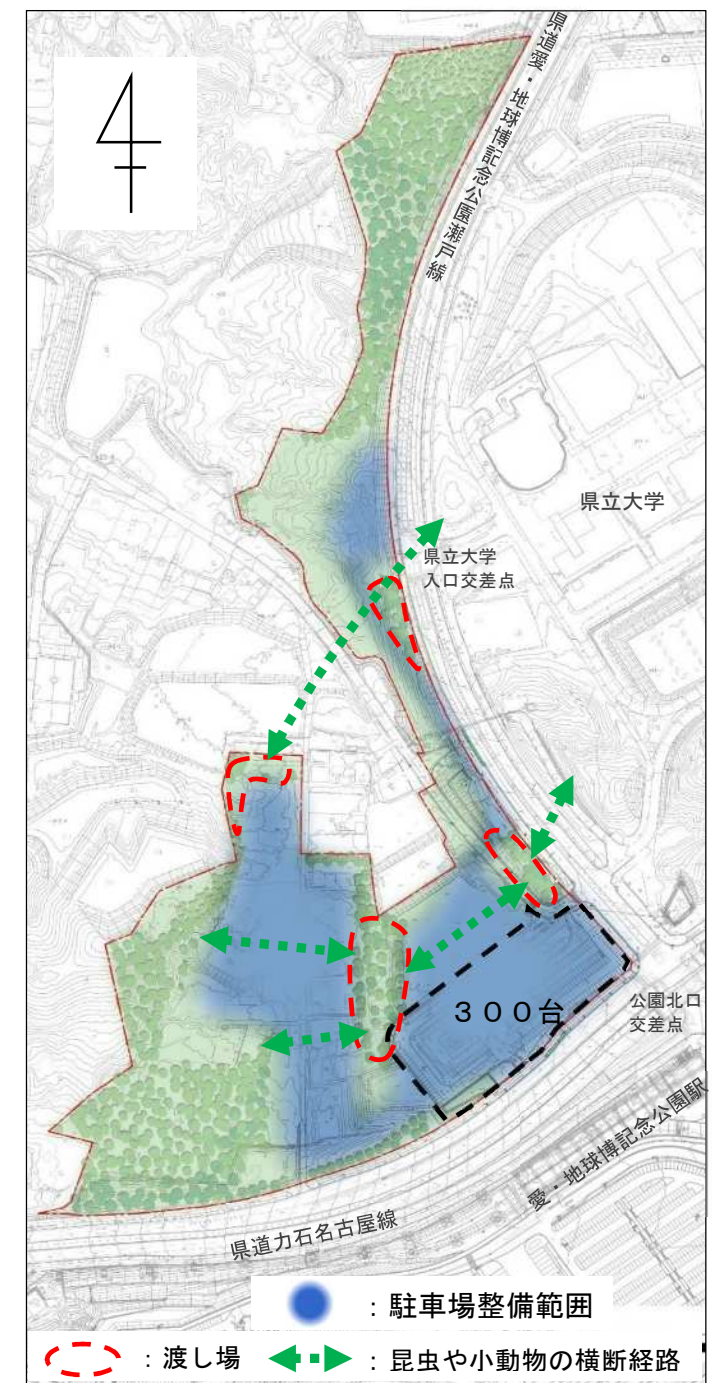 県道愛・地球博記念公園瀬戸線
県立大学
県立大学
入口交差点
300台
公園北口
交差点
愛・地球博記念公園駅
県道力石名古屋線
：駐車場整備範囲
：渡し場
：昆虫や小動物の横断経路